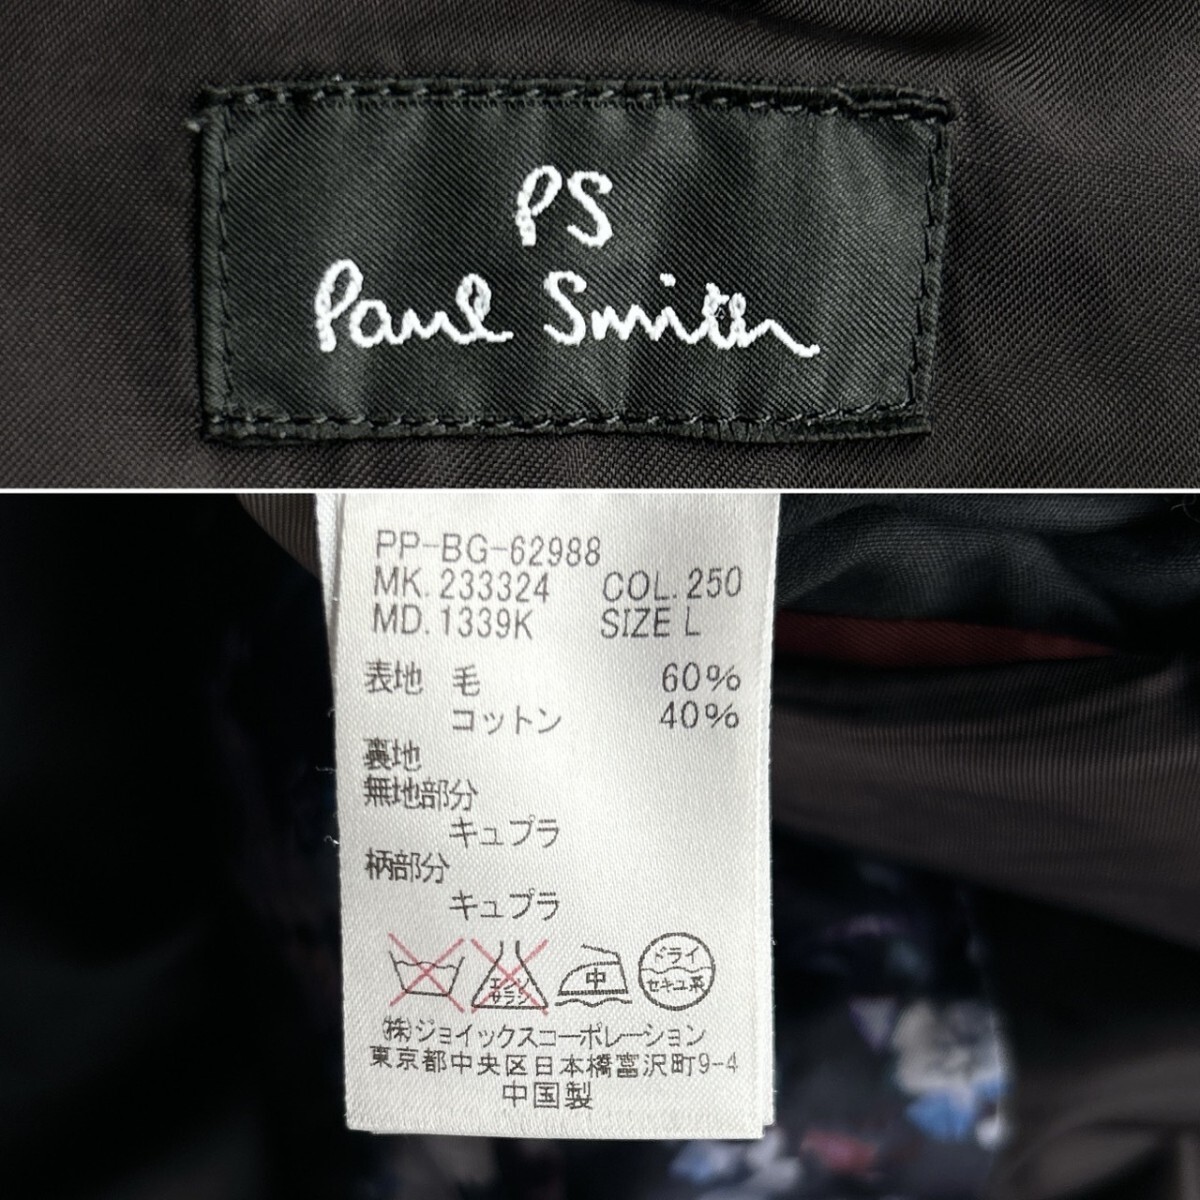 PS
Paul Smith
PP-BG-62988
MK. 233324 COL. 250
MD. 1339K SIZE L
表地 毛 60%
コットン 40%
裏地
無地部分
キュプラ
柄部分
キュプラ
エンソ
サラシ
中
ドライ
セキユ系
㈱ジョイックスコーポレーション
東京都中央区日本橋富沢町9-4
中国製